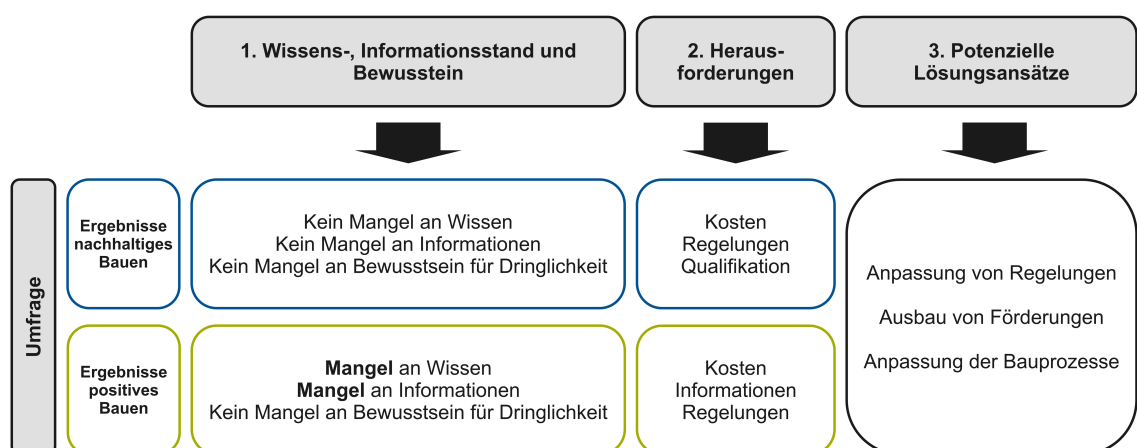 1. Wissens-, Informationsstand und
Bewusstein
2. Heraus-
forderungen
3. Potenzielle
Lösungsansätze
Umfrage
Ergebnisse
nachhaltiges
Bauen
Kein Mangel an Wissen
Kein Mangel an Informationen
Kein Mangel an Bewusstsein für Dringlichkeit
Kosten
Regelungen
Qualifikation
Ergebnisse
positives
Bauen
Mangel an Wissen
Mangel an Informationen
Kein Mangel an Bewusstsein für Dringlichkeit
Kosten
Informationen
Regelungen
Anpassung von Regelungen
Ausbau von Förderungen
Anpassung der Bauprozesse